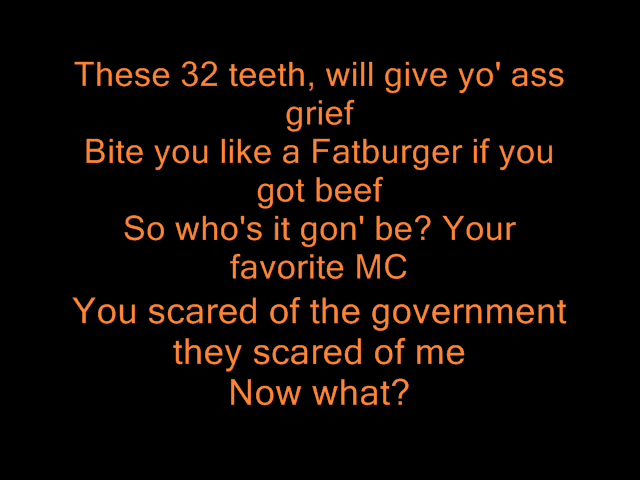 These 32 teeth, will give yo' ass
grief
Bite you like a Fatburger if you
got beef
So who's it gon' be? Your
favorite MC
You scared of the government
they scared of me
Now what?